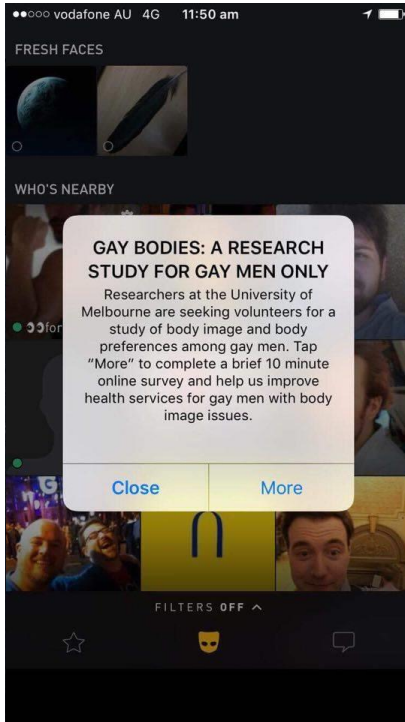 vodafone AU 4G 11:50 am
FRESH FACES
WHO'S NEARBY
GAY BODIES: A RESEARCH
STUDY FOR GAY MEN ONLY
Researchers at the University of
Melbourne are seeking volunteers for a
study of body image and body
preferences among gay men. Tap
"More" to complete a brief 10 minute
online survey and help us improve
health services for gay men with body
image issues.
Close More
FILTERS OFF